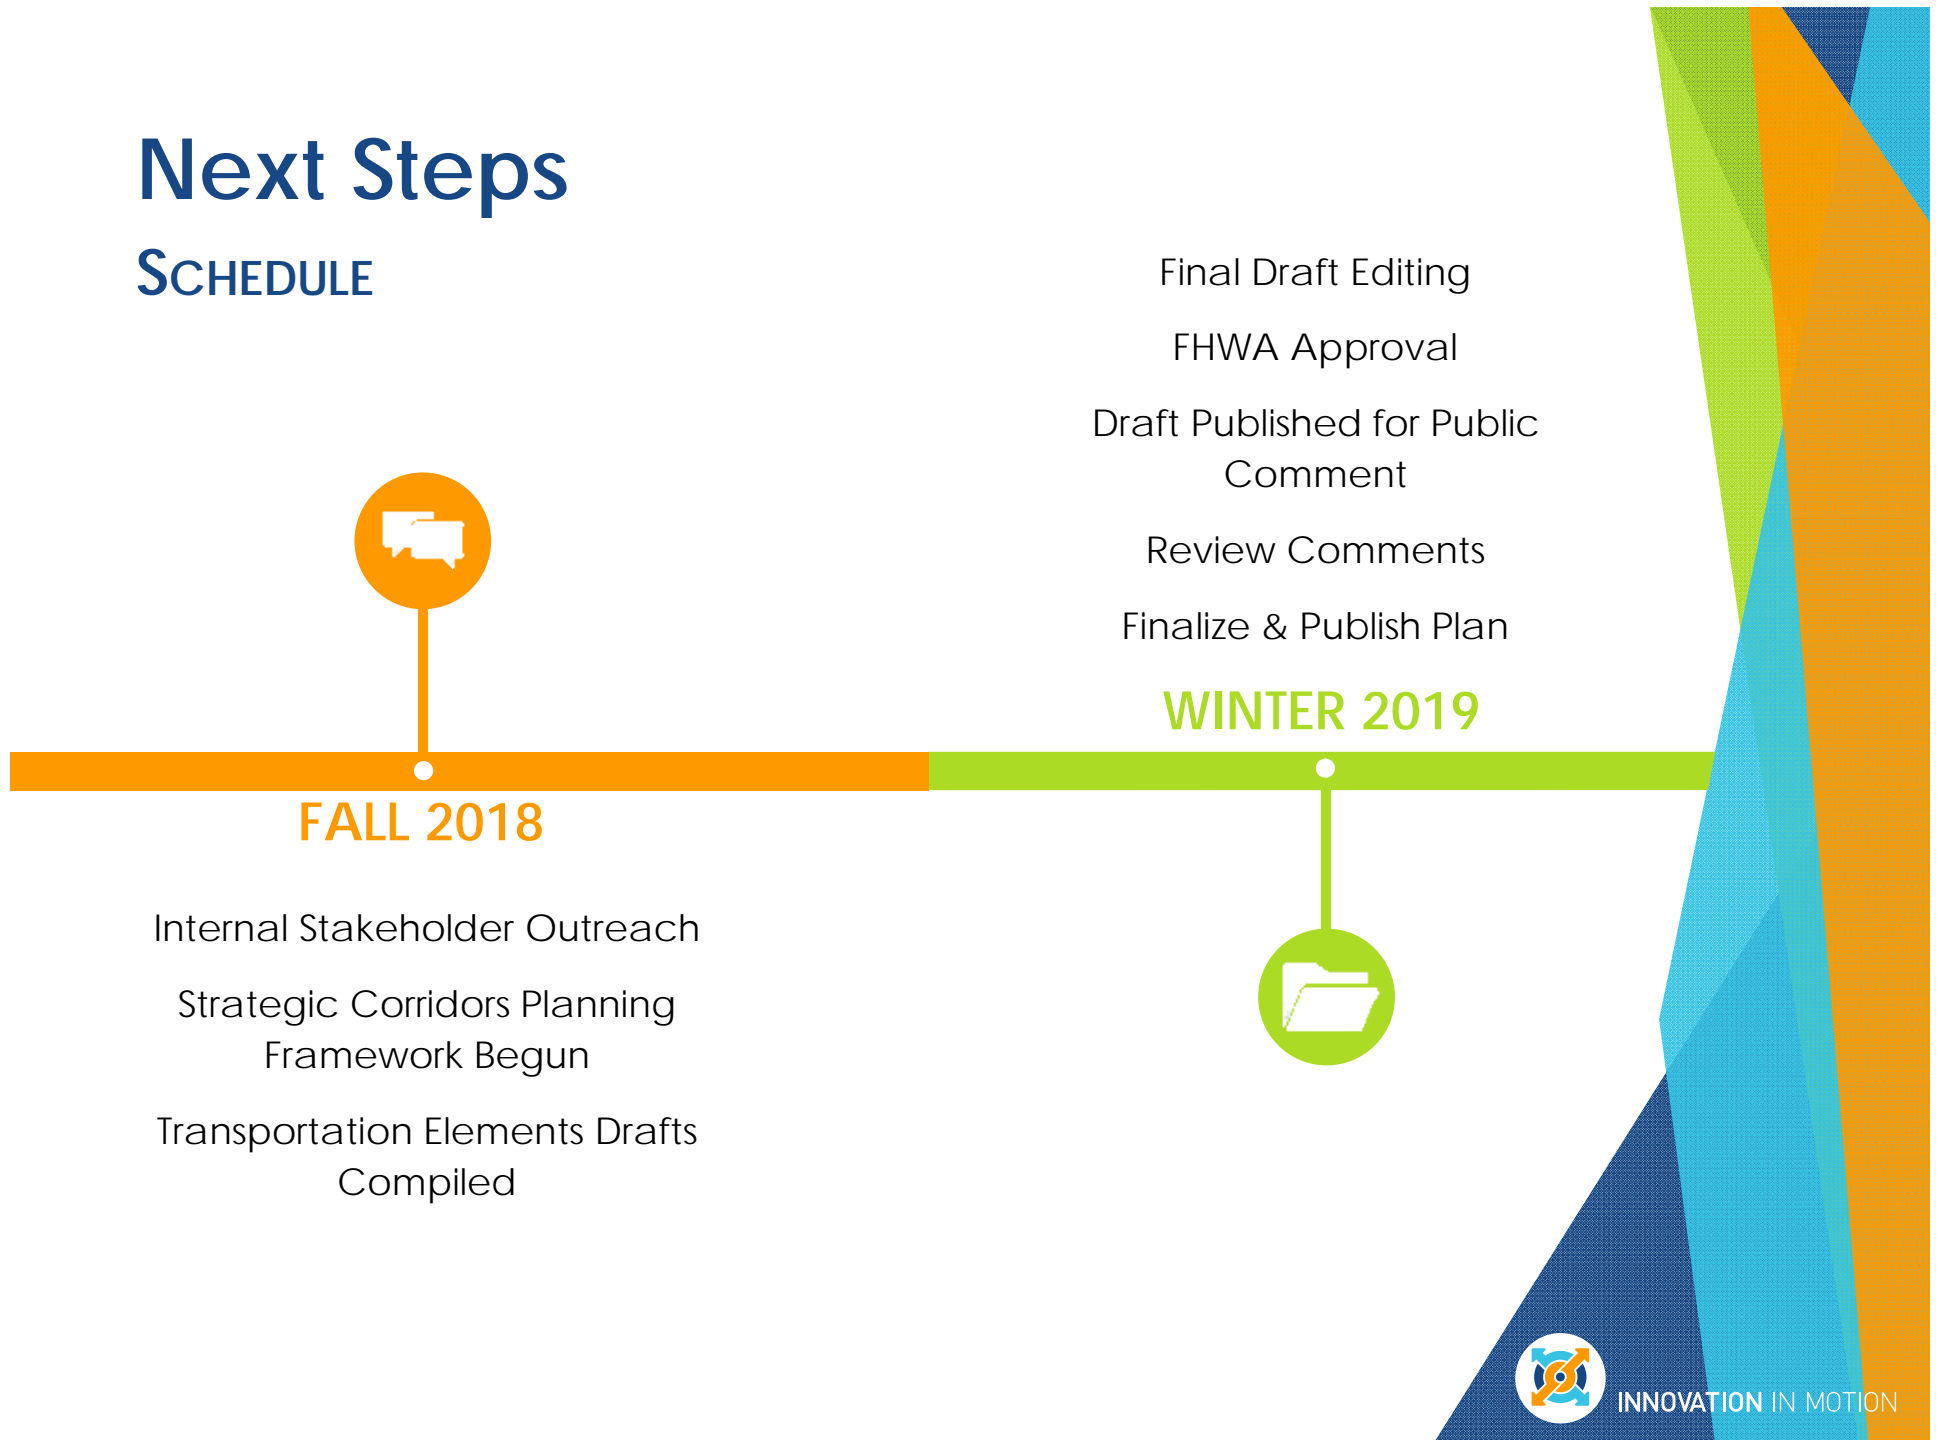 Next Steps
SCHEDULE
Final Draft Editing
FHWA Approval
Draft Published for Public
Comment
Review Comments
Finalize & Publish Plan
WINTER 2019
FALL 2018
Internal Stakeholder Outreach
Strategic Corridors Planning
Framework Begun
Transportation Elements Drafts
Compiled
INNOVATION IN MOTION